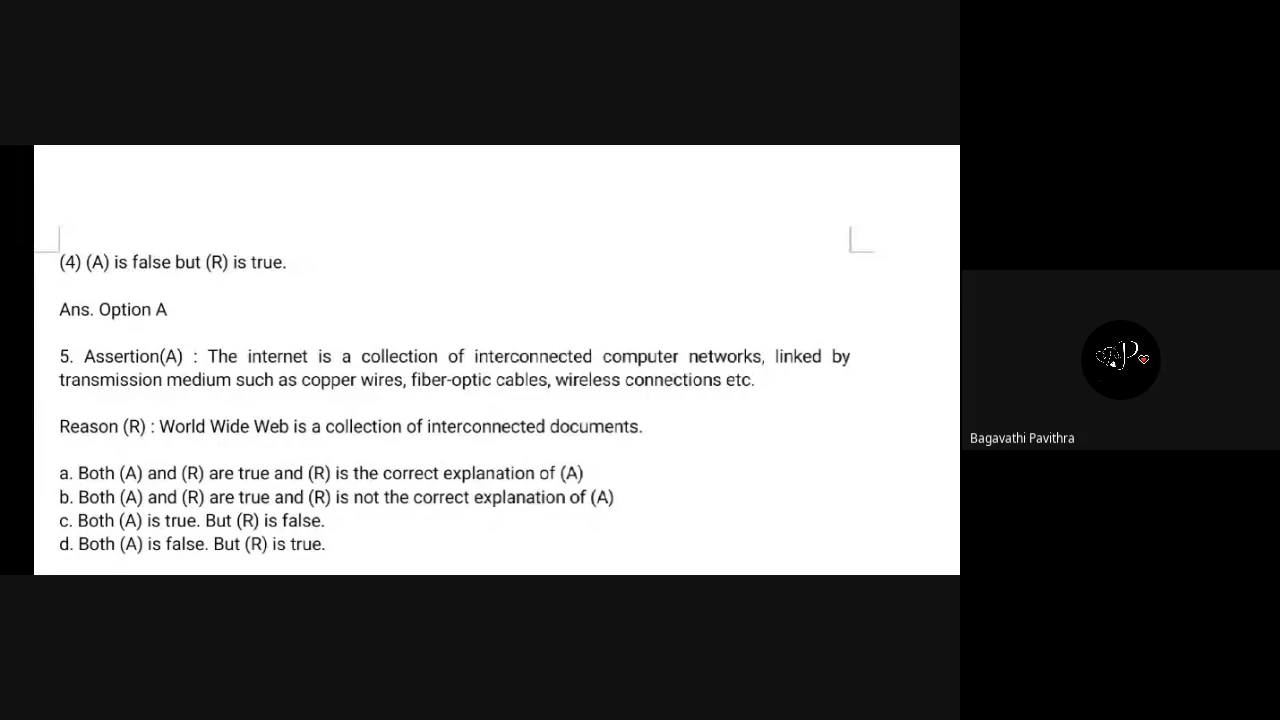 (4) (A) is false but (R) is true.
Ans. Option A
5. Assertion(A) : The internet is a collection of interconnected computer networks, linked by
transmission medium such as copper wires, fiber-optic cables, wireless connections etc.
Reason (R) : World Wide Web is a collection of interconnected documents.
a. Both (A) and (R) are true and (R) is the correct explanation of (A)
b. Both (A) and (R) are true and (R) is not the correct explanation of (A)
c. Both (A) is true. But (R) is false.
d. Both (A) is false. But (R) is true.
Bagavathi Pavithra